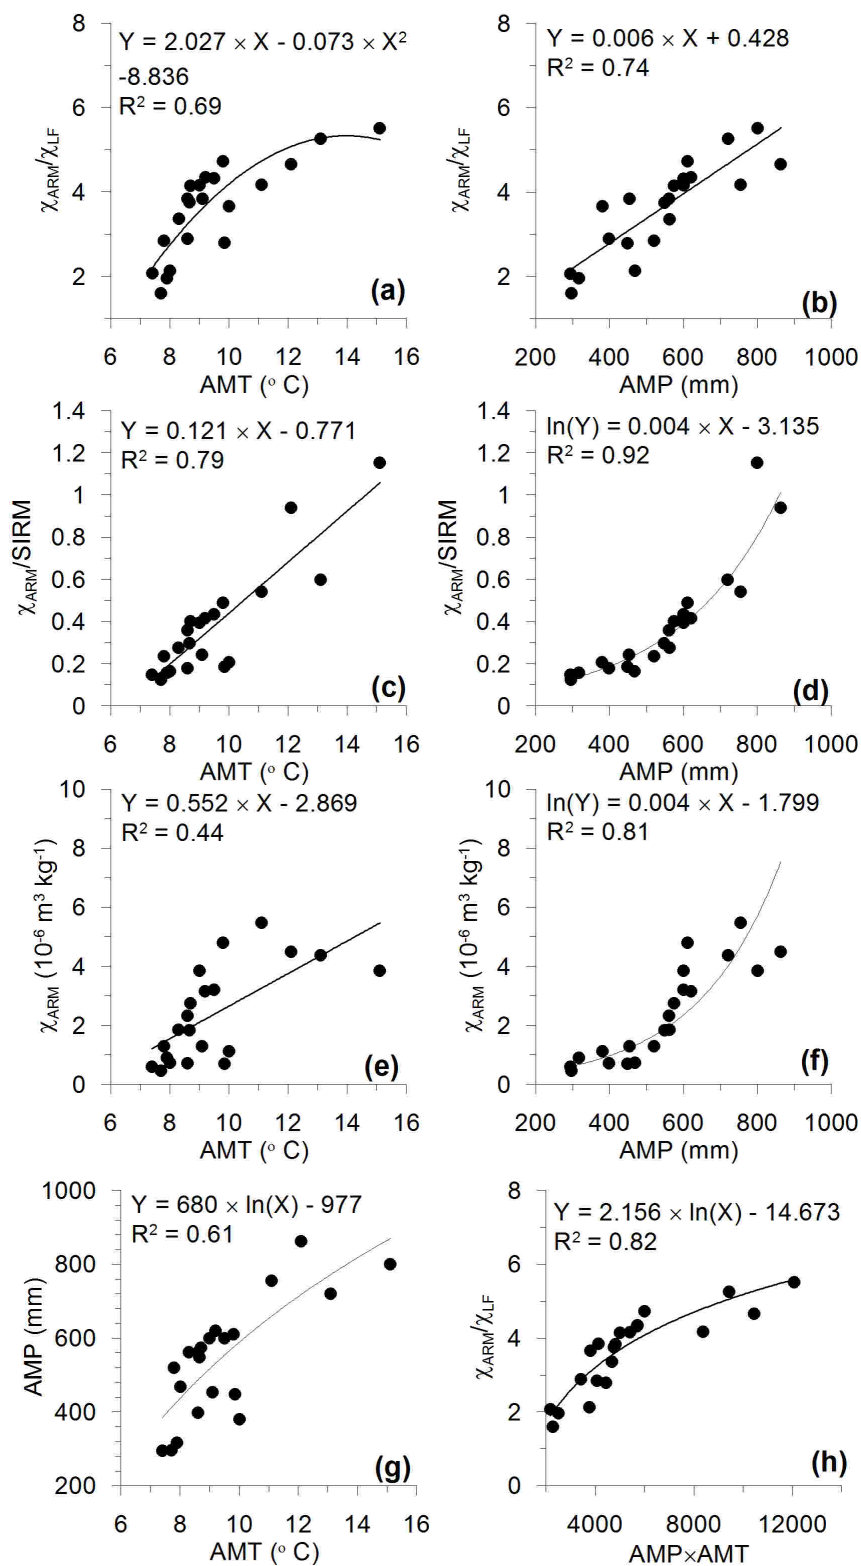 Y = 2.027 × X - 0.073 × X²
-8.836
R² = 0.69
χARM/χLF
8
6
4
2
(a)
6 8 10 12 14 16
AMT (° C)
Y = 0.006 × X + 0.428
R² = 0.74
χARM/χLF
8
6
4
2
(b)
200 400 600 800 1000
AMP (mm)
Y = 0.121 × X - 0.771
R² = 0.79
χARM/SIRM
1.4
1.2
1
0.8
0.6
0.4
0.2
0
(c)
6 8 10 12 14 16
AMT (° C)
ln(Y) = 0.004 × X - 3.135
R² = 0.92
χARM/SIRM
1.4
1.2
1
0.8
0.6
0.4
0.2
0
(d)
200 400 600 800 1000
AMP (mm)
Y = 0.552 × X - 2.869
R² = 0.44
χARM (10⁻⁶ m³ kg⁻¹)
10
8
6
4
2
0
(e)
6 8 10 12 14 16
AMT (° C)
ln(Y) = 0.004 × X - 1.799
R² = 0.81
χARM (10⁻⁶ m³ kg⁻¹)
10
8
6
4
2
0
(f)
200 400 600 800 1000
AMP (mm)
Y = 680 × ln(X) - 977
R² = 0.61
AMP (mm)
1000
800
600
400
200
(g)
6 8 10 12 14 16
AMT (° C)
Y = 2.156 × ln(X) - 14.673
R² = 0.82
χARM/χLF
8
6
4
2
0
(h)
4000 8000 12000
AMP×AMT